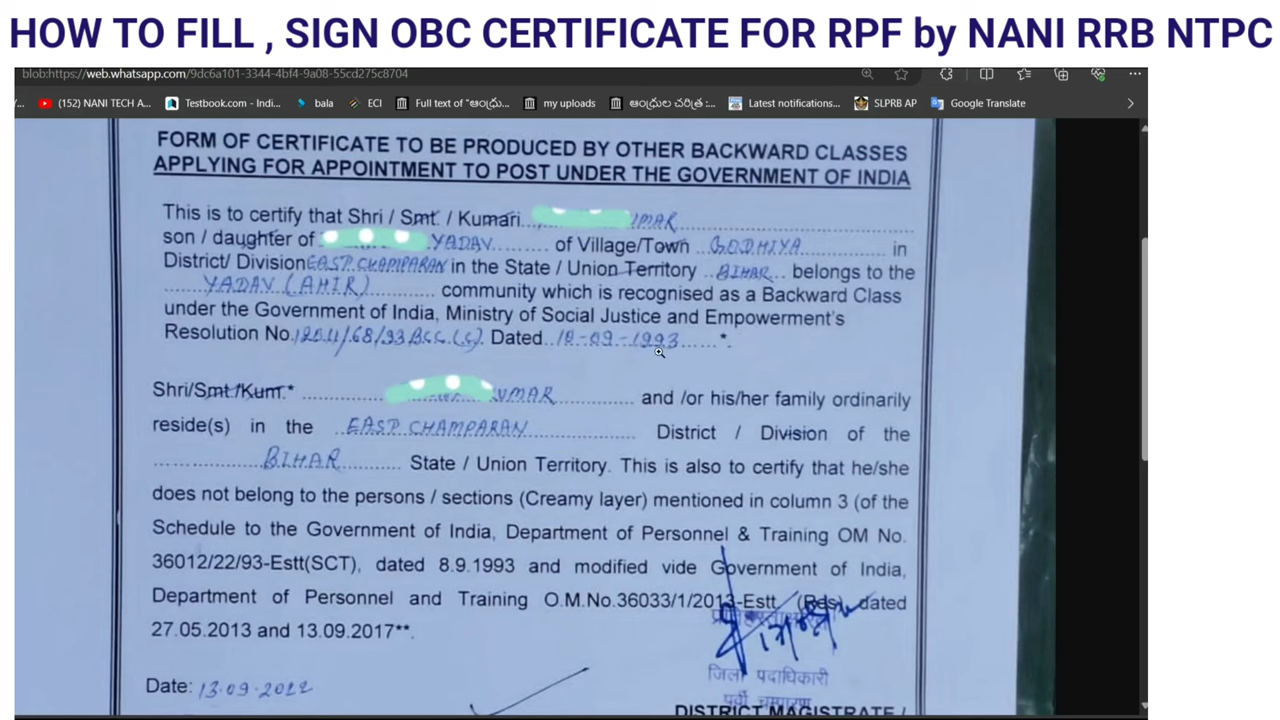 HOW TO FILL , SIGN OBC CERTIFICATE FOR RPF by NANI RRB NTPC
blob:https://web.whatsapp.com/9dc6a101-3344-4bf4-9a08-55cd275c8704
(152) NANI TECH A... Testbook.com - Indi... bala ECI Full text of "ఆంధ్రు... my uploads ఆంధ్రుల చరిత్ర :... Latest notifications... SLPRB AP Google Translate
FORM OF CERTIFICATE TO BE PRODUCED BY OTHER BACKWARD CLASSES
APPLYING FOR APPOINTMENT TO POST UNDER THE GOVERNMENT OF INDIA
This is to certify that Shri / Smt. / Kumari
son / daughter of YADAV of Village/Town GODHIYA in
District/ Division EAST CHAMPARAN in the State / Union Territory BIHAR belongs to the
YADAV (AHIR) community which is recognised as a Backward Class
under the Government of India, Ministry of Social Justice and Empowerment's
Resolution No. 12011/68/93 BCC (C). Dated 10-09-1993 *.
Shri/Smt./Kum.* KUMAR and /or his/her family ordinarily
reside(s) in the EAST CHAMPARAN District / Division of the
BIHAR State / Union Territory. This is also to certify that he/she
does not belong to the persons / sections (Creamy layer) mentioned in column 3 (of the
Schedule to the Government of India, Department of Personnel & Training OM No.
36012/22/93-Estt(SCT), dated 8.9.1993 and modified vide Government of India,
Department of Personnel and Training O.M.No.36033/1/2013-Estt (Res) dated
27.05.2013 and 13.09.2017**.
जिला पदाधिकारी
Date: 13.09.2022
पूर्वी चम्पारण
DISTRICT MAGISTRATE /